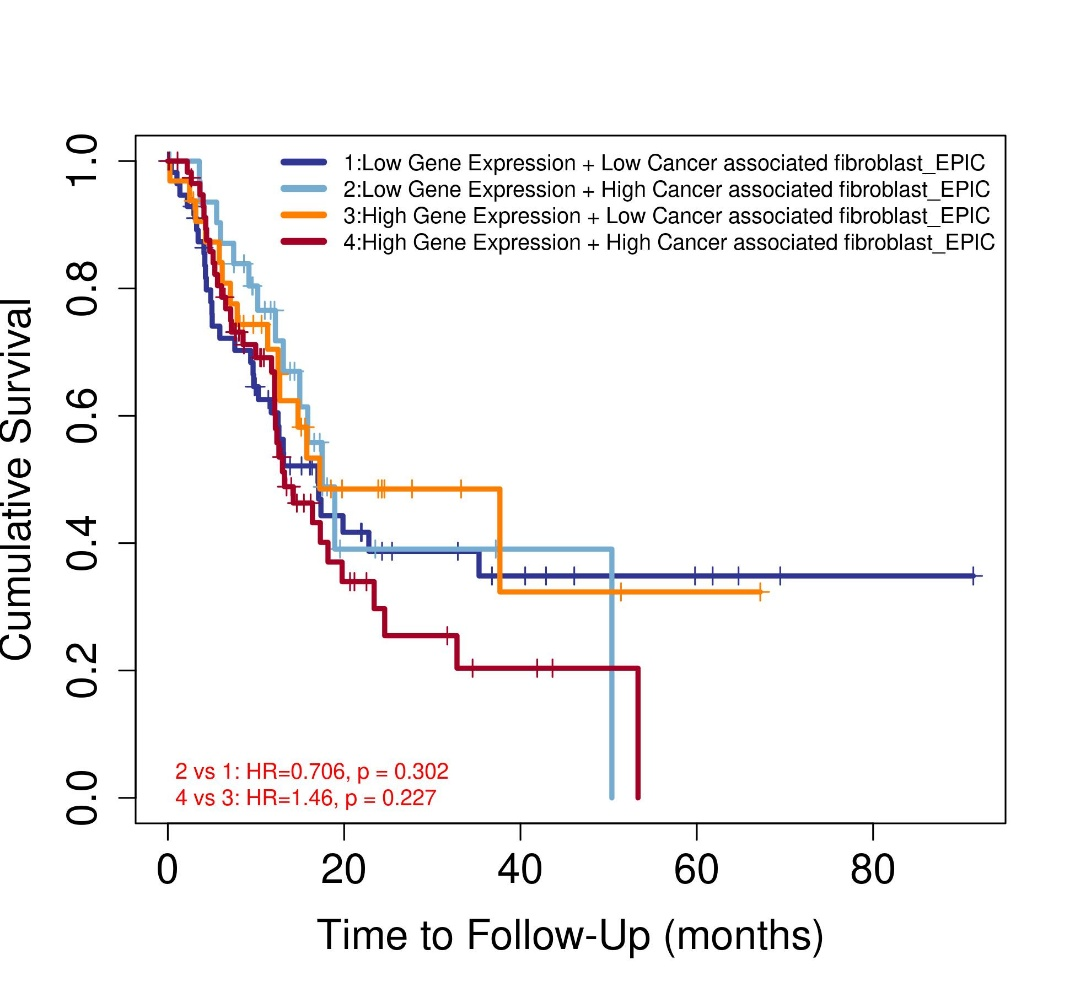 1:Low Gene Expression + Low Cancer associated fibroblast_EPIC
2:Low Gene Expression + High Cancer associated fibroblast_EPIC
3:High Gene Expression + Low Cancer associated fibroblast_EPIC
4:High Gene Expression + High Cancer associated fibroblast_EPIC
Cumulative Survival
1.0
0.8
0.6
0.4
0.2
0.0
2 vs 1: HR=0.706, p = 0.302
4 vs 3: HR=1.46, p = 0.227
0 20 40 60 80
Time to Follow-Up (months)